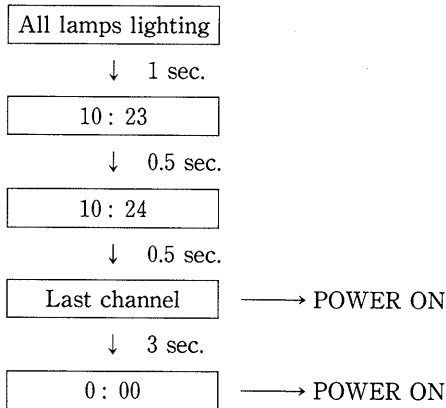 All lamps lighting
↓ 1 sec.
10 : 23
↓ 0.5 sec.
10 : 24
↓ 0.5 sec.
Last channel → POWER ON
↓ 3 sec.
0 : 00 → POWER ON